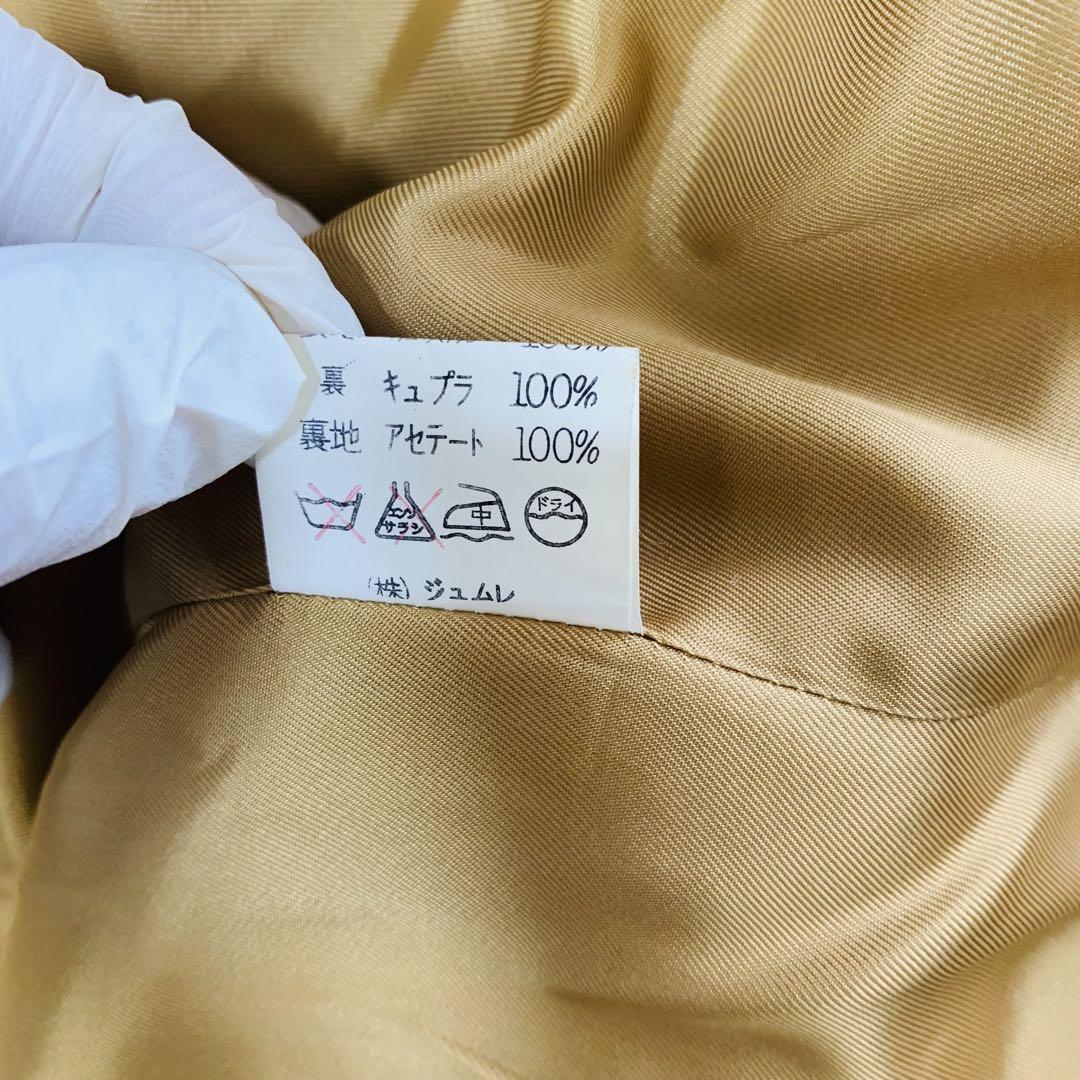 100%
裏 キュプラ 100%
裏地 アセテート 100%
エンソ サラシ 中 ドライ
(株) ジュムレ